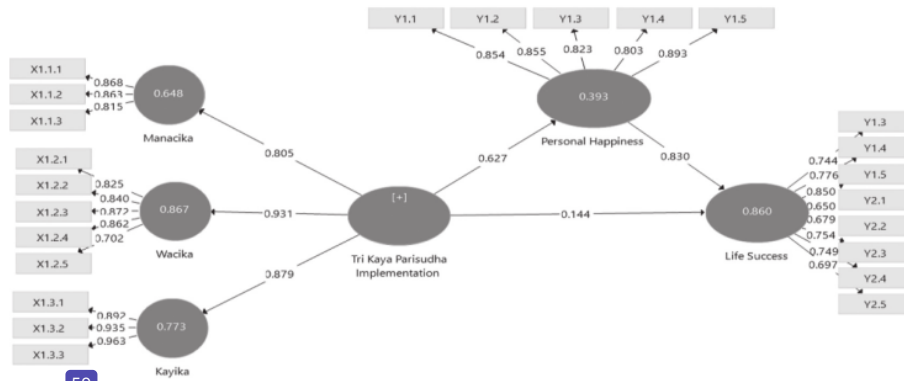 Y1.1
Y1.2
Y1.3
Y1.4
Y1.5
0.854
0.855
0.823
0.803
0.893
0.393
Personal Happiness
X1.1.1
X1.1.2
X1.1.3
0.868
0.863
0.815
0.648
Manacika
0.805
0.627
0.830
X1.2.1
X1.2.2
X1.2.3
X1.2.4
X1.2.5
0.825
0.840
0.872
0.862
0.702
0.867
Wacika
0.931
[+]
Tri Kaya Parisudha
Implementation
0.144
0.860
Life Success
0.744
0.776
0.850
0.650
0.679
0.754
0.749
0.697
Y1.3
Y1.4
Y1.5
Y2.1
Y2.2
Y2.3
Y2.4
Y2.5
0.879
X1.3.1
X1.3.2
X1.3.3
0.892
0.935
0.963
0.773
Kayika